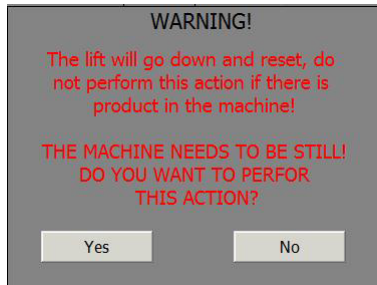 WARNING!
The lift will go down and reset, do
not perform this action if there is
product in the machine!
THE MACHINE NEEDS TO BE STILL!
DO YOU WANT TO PERFOR
THIS ACTION?
Yes No